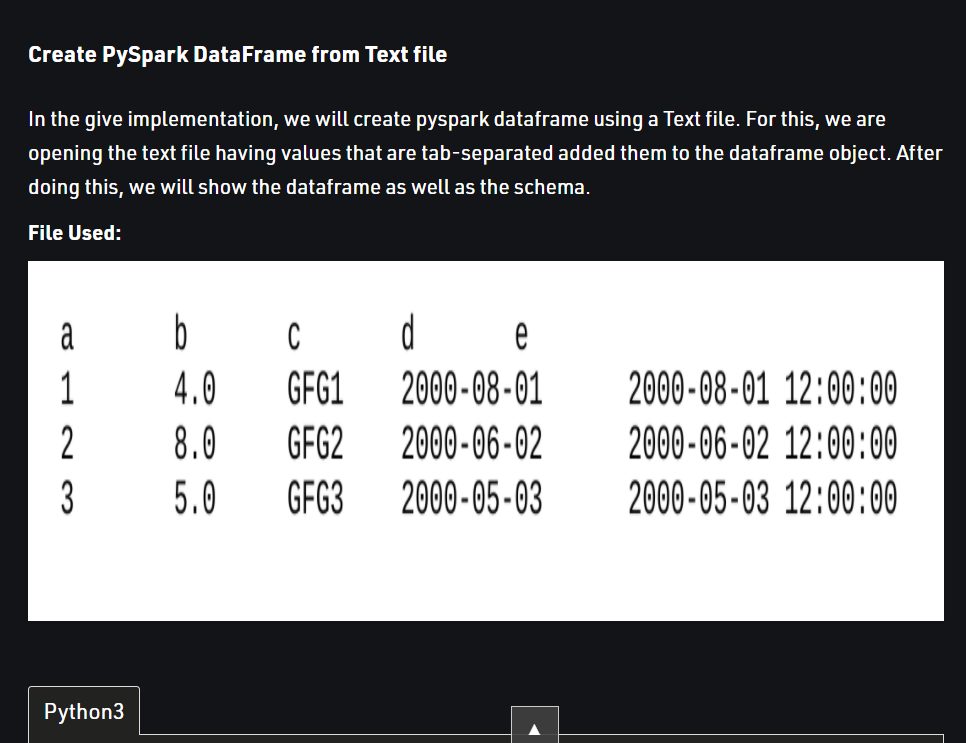 Create PySpark DataFrame from Text file
In the give implementation, we will create pyspark dataframe using a Text file. For this, we are
opening the text file having values that are tab-separated added them to the dataframe object. After
doing this, we will show the dataframe as well as the schema.
File Used:
a b c d e
1 4.0 GFG1 2000-08-01 2000-08-01 12:00:00
2 8.0 GFG2 2000-06-02 2000-06-02 12:00:00
3 5.0 GFG3 2000-05-03 2000-05-03 12:00:00
Python3